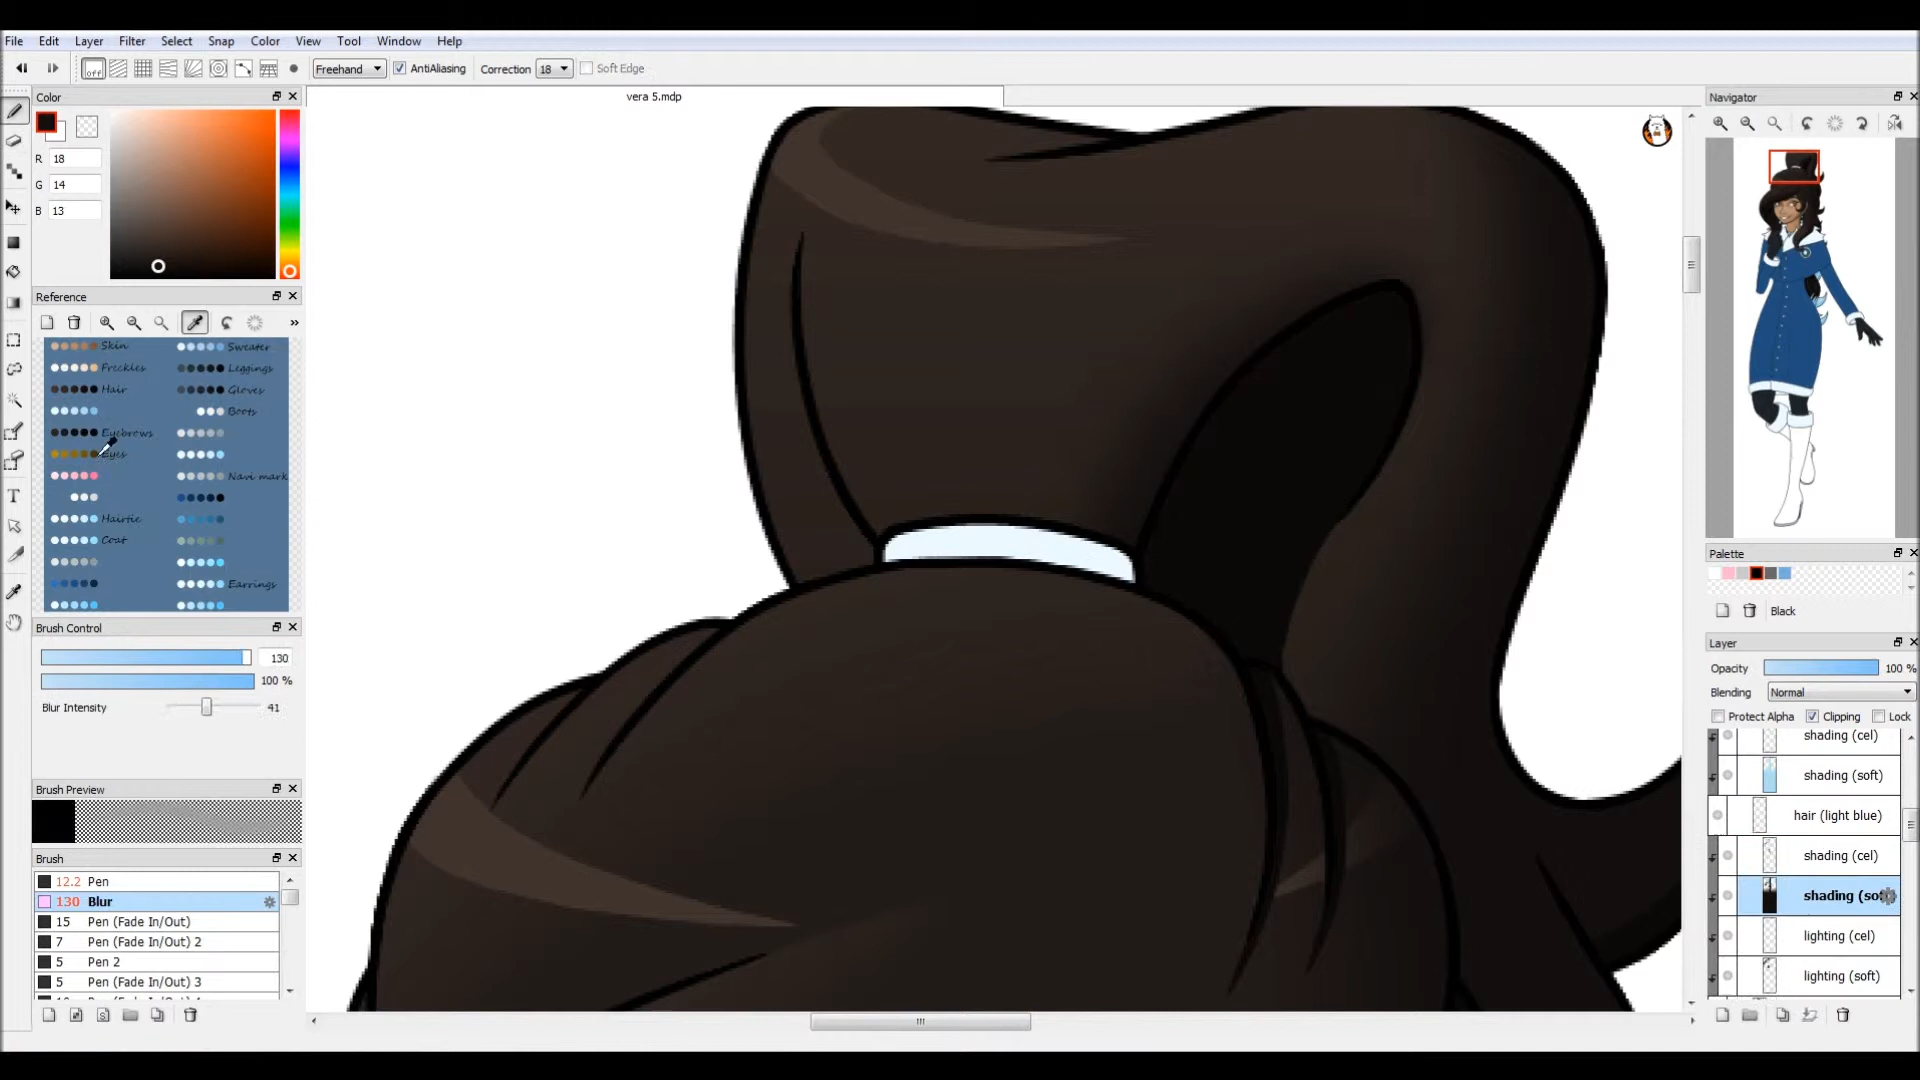 File Edit Layer Filter Select Snap Color View Tool Window Help
off Freehand AntiAliasing Correction 18 Soft Edge
Color
vera 5.mdp
Navigator
R 18
G 14
B 13
Reference
»
Skin Sweater
Freckles Leggings
Hair Gloves
Boots
Eyebrows
Eyes
Navi mark
Hairtie
Coat
Earrings
Brush Control
130
100 %
Blur Intensity 41
Brush Preview
Brush
12.2 Pen
130 Blur
15 Pen (Fade In/Out)
7 Pen (Fade In/Out) 2
5 Pen 2
5 Pen (Fade In/Out) 3
Palette
Black
Layer
Opacity 100 %
Blending Normal
Protect Alpha Clipping Lock
shading (cel)
shading (soft)
hair (light blue)
shading (cel)
shading (sof
lighting (cel)
lighting (soft)